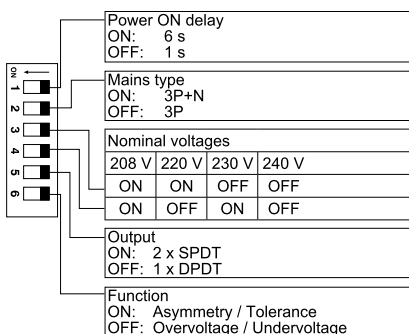 Power ON delay
ON: 6 s
OFF: 1 s
Mains type
ON: 3P+N
OFF: 3P
Nominal voltages
208 V 220 V 230 V 240 V
ON ON OFF OFF
ON OFF ON OFF
Output
ON: 2 x SPDT
OFF: 1 x DPDT
Function
ON: Asymmetry / Tolerance
OFF: Overvoltage / Undervoltage
ON
1
2
3
4
5
6